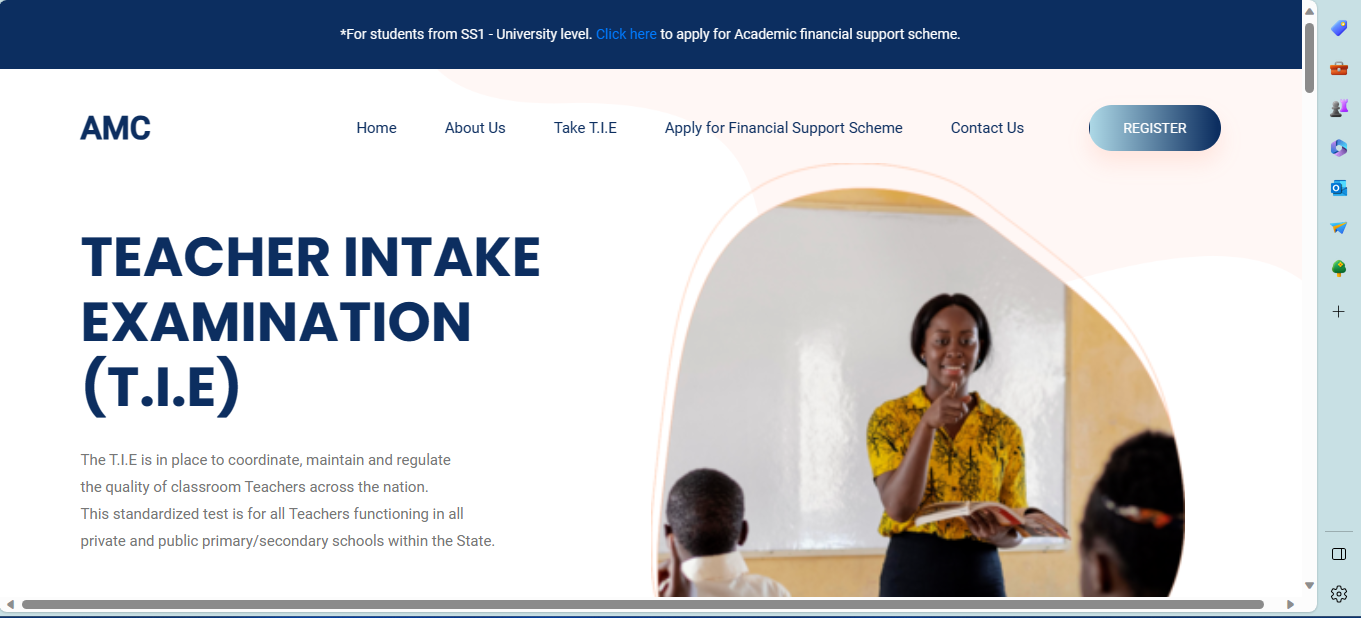 *For students from SS1 - University level. Click here to apply for Academic financial support scheme.
AMC
Home
About Us
Take T.I.E
Apply for Financial Support Scheme
Contact Us
REGISTER
TEACHER INTAKE
EXAMINATION
(T.I.E)
The T.I.E is in place to coordinate, maintain and regulate
the quality of classroom Teachers across the nation.
This standardized test is for all Teachers functioning in all
private and public primary/secondary schools within the State.